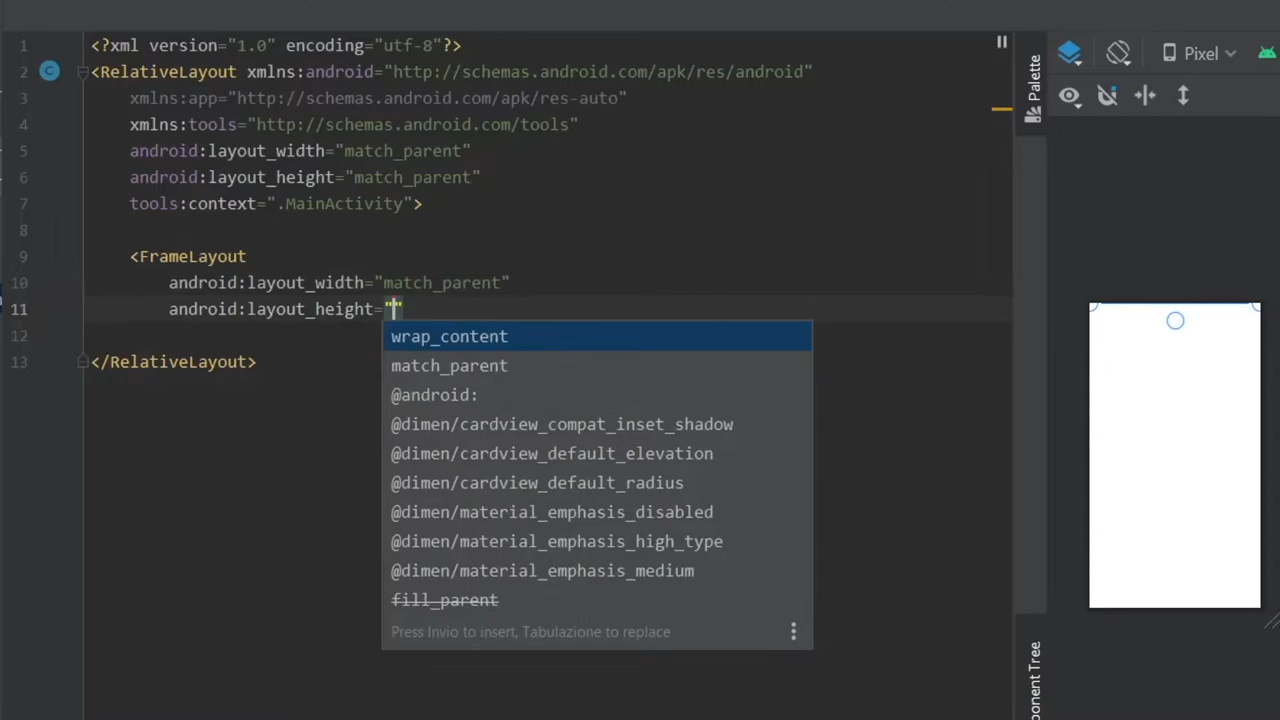 1 <?xml version="1.0" encoding="utf-8"?>
2 <RelativeLayout xmlns:android="http://schemas.android.com/apk/res/android"
3 xmlns:app="http://schemas.android.com/apk/res-auto"
4 xmlns:tools="http://schemas.android.com/tools"
5 android:layout_width="match_parent"
6 android:layout_height="match_parent"
7 tools:context=".MainActivity">
8
9 <FrameLayout
10 android:layout_width="match_parent"
11 android:layout_height=""
12
13 </RelativeLayout>
wrap_content
match_parent
@android:
@dimen/cardview_compat_inset_shadow
@dimen/cardview_default_elevation
@dimen/cardview_default_radius
@dimen/material_emphasis_disabled
@dimen/material_emphasis_high_type
@dimen/material_emphasis_medium
fill_parent
Press Invio to insert, Tabulazione to replace
Palette
Pixel
ponent Tree